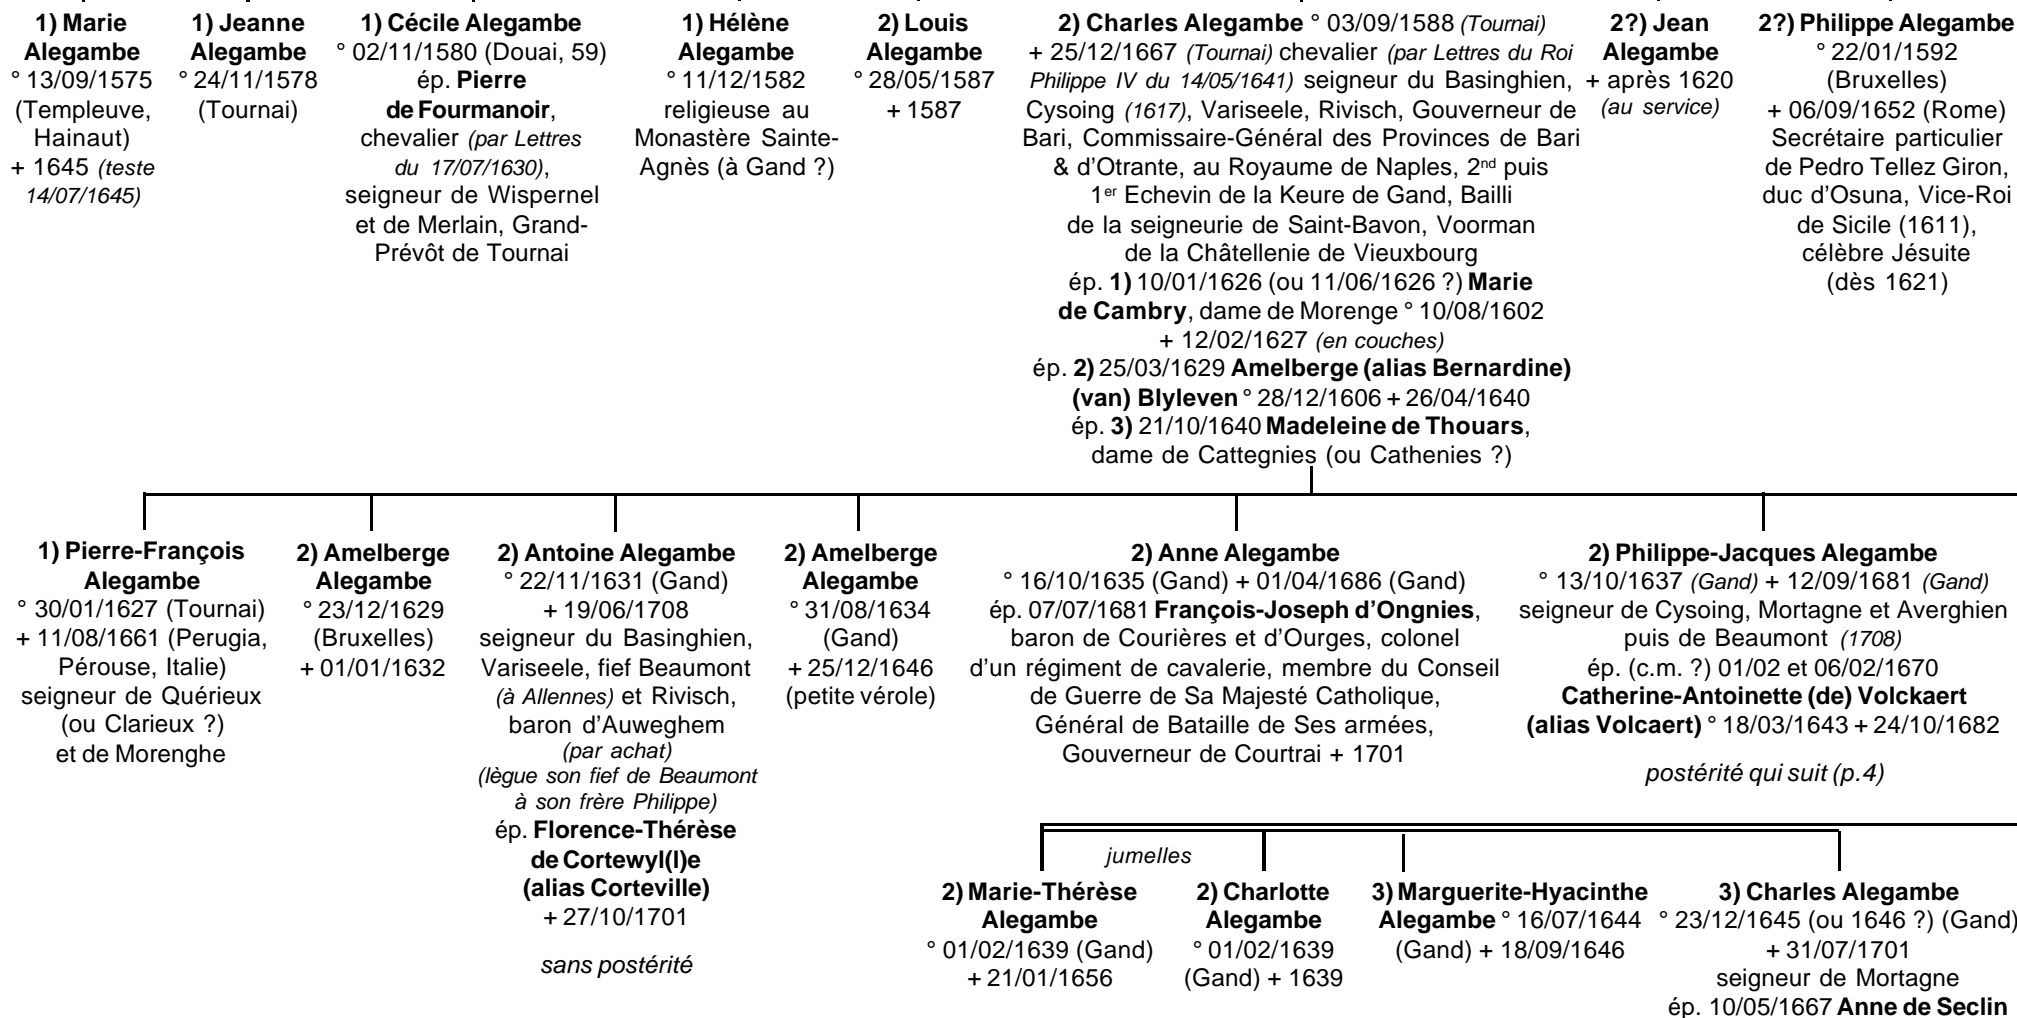 1) Marie
Alegambe
° 13/09/1575
(Templeuve,
Hainaut)
+ 1645 (teste
14/07/1645)
1) Jeanne
Alegambe
° 24/11/1578
(Tournai)
1) Cécile Alegambe
° 02/11/1580 (Douai, 59)
ép. Pierre
de Fourmanoir,
chevalier (par Lettres
du 17/07/1630),
seigneur de Wispernel
et de Merlain, Grand-
Prévôt de Tournai
1) Hélène
Alegambe
° 11/12/1582
religieuse au
Monastère Sainte-
Agnès (à Gand ?)
2) Louis
Alegambe
° 28/05/1587
+ 1587
2) Charles Alegambe ° 03/09/1588 (Tournai)
+ 25/12/1667 (Tournai) chevalier (par Lettres du Roi
Philippe IV du 14/05/1641) seigneur du Basinghien,
Cysoing (1617), Variseele, Rivisch, Gouverneur de
Bari, Commissaire-Général des Provinces de Bari
& d'Otrante, au Royaume de Naples, 2nd puis
1er Echevin de la Keure de Gand, Bailli
de la seigneurie de Saint-Bavon, Voorman
de la Châtellenie de Vieuxbourg
ép. 1) 10/01/1626 (ou 11/06/1626 ?) Marie
de Cambry, dame de Morenge ° 10/08/1602
+ 12/02/1627 (en couches)
ép. 2) 25/03/1629 Amelberge (alias Bernardine)
(van) Blyleven ° 28/12/1606 + 26/04/1640
ép. 3) 21/10/1640 Madeleine de Thouars,
dame de Cattegnies (ou Cathenies ?)
2?) Jean
Alegambe
+ après 1620
(au service)
2?) Philippe Alegambe
° 22/01/1592
(Bruxelles)
+ 06/09/1652 (Rome)
Secrétaire particulier
de Pedro Tellez Giron,
duc d'Osuna, Vice-Roi
de Sicile (1611),
célèbre Jésuite
(dès 1621)
1) Pierre-François
Alegambe
° 30/01/1627 (Tournai)
+ 11/08/1661 (Perugia,
Pérouse, Italie)
seigneur de Quérieux
(ou Clarieux ?)
et de Morenghe
2) Amelberge
Alegambe
° 23/12/1629
(Bruxelles)
+ 01/01/1632
2) Antoine Alegambe
° 22/11/1631 (Gand)
+ 19/06/1708
seigneur du Basinghien,
Variseele, fief Beaumont
(à Allennes) et Rivisch,
baron d'Auweghem
(par achat)
(lègue son fief de Beaumont
à son frère Philippe)
ép. Florence-Thérèse
de Cortewyl(l)e
(alias Corteville)
+ 27/10/1701
sans postérité
2) Amelberge
Alegambe
° 31/08/1634
(Gand)
+ 25/12/1646
(petite vérole)
2) Anne Alegambe
° 16/10/1635 (Gand) + 01/04/1686 (Gand)
ép. 07/07/1681 François-Joseph d'Ongnies,
baron de Courières et d'Ourges, colonel
d'un régiment de cavalerie, membre du Conseil
de Guerre de Sa Majesté Catholique,
Général de Bataille de Ses armées,
Gouverneur de Courtrai + 1701
2) Philippe-Jacques Alegambe
° 13/10/1637 (Gand) + 12/09/1681 (Gand)
seigneur de Cysoing, Mortagne et Averghien
puis de Beaumont (1708)
ép. (c.m. ?) 01/02 et 06/02/1670
Catherine-Antoinette (de) Volckaert
(alias Volcaert) ° 18/03/1643 + 24/10/1682
postérité qui suit (p.4)
jumelles
2) Marie-Thérèse
Alegambe
° 01/02/1639 (Gand)
+ 21/01/1656
2) Charlotte
Alegambe
° 01/02/1639
(Gand) + 1639
3) Marguerite-Hyacinthe
Alegambe ° 16/07/1644
(Gand) + 18/09/1646
3) Charles Alegambe
° 23/12/1645 (ou 1646 ?) (Gand)
+ 31/07/1701
seigneur de Mortagne
ép. 10/05/1667 Anne de Seclin